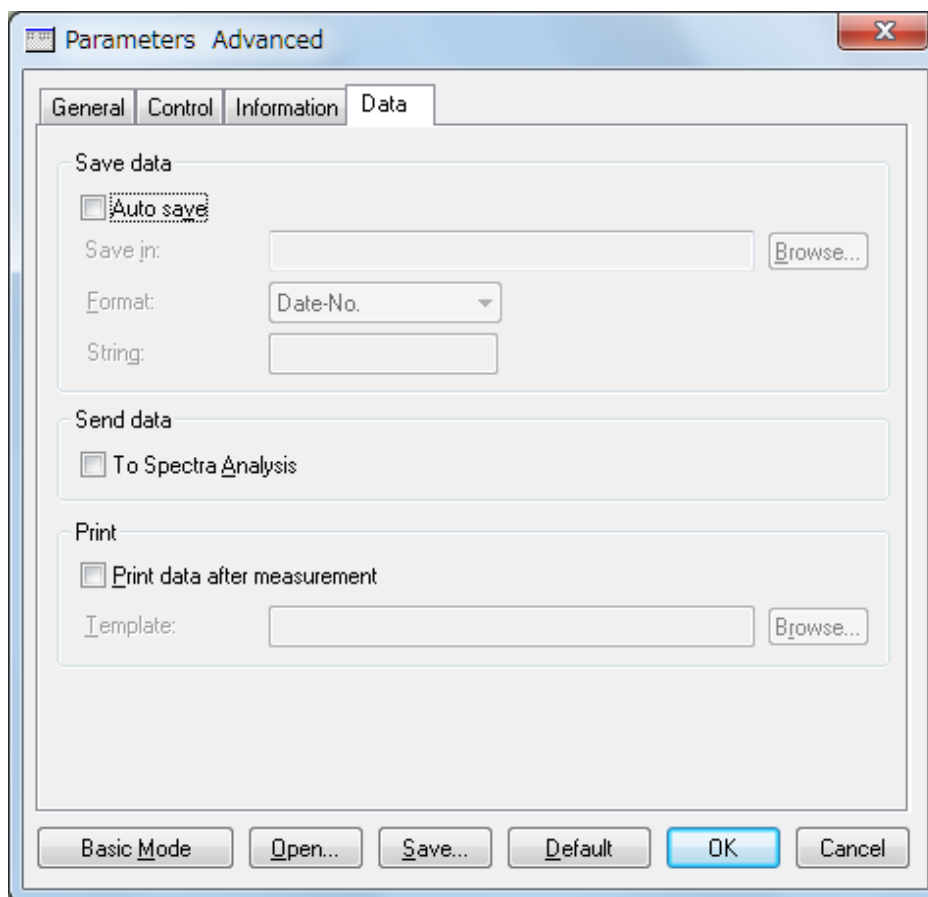 Parameters Advanced
General Control Information Data
Save data
Auto save
Save in: Browse...
Format: Date-No.
String:
Send data
To Spectra Analysis
Print
Print data after measurement
Template: Browse...
Basic Mode Open... Save... Default OK Cancel